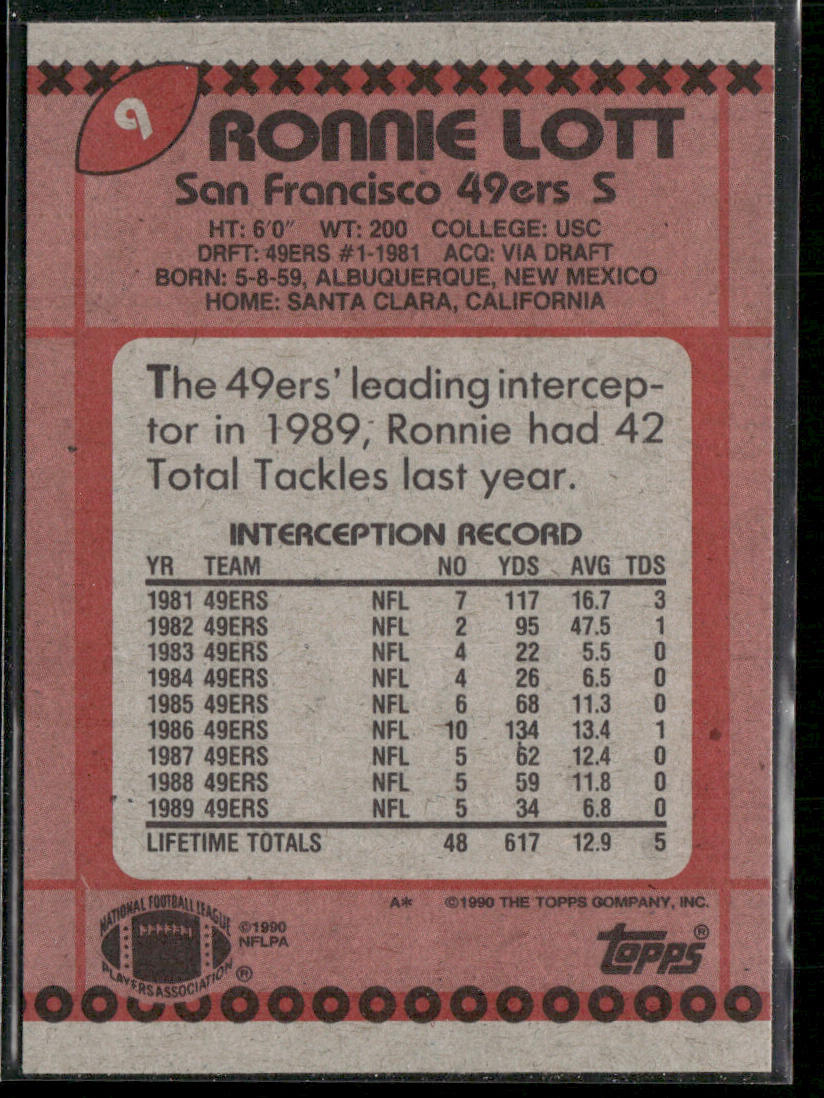 9
RONNIE LOTT
San Francisco 49ers S
HT: 6'0" WT: 200 COLLEGE: USC
DRFT: 49ERS #1-1981 ACQ: VIA DRAFT
BORN: 5-8-59, ALBUQUERQUE, NEW MEXICO
HOME: SANTA CLARA, CALIFORNIA
The 49ers' leading intercep-
tor in 1989, Ronnie had 42
Total Tackles last year.
INTERCEPTION RECORD
YR TEAM NO YDS AVG TDS
1981 49ERS NFL 7 117 16.7 3
1982 49ERS NFL 2 95 47.5 1
1983 49ERS NFL 4 22 5.5 0
1984 49ERS NFL 4 26 6.5 0
1985 49ERS NFL 6 68 11.3 0
1986 49ERS NFL 10 134 13.4 1
1987 49ERS NFL 5 62 12.4 0
1988 49ERS NFL 5 59 11.8 0
1989 49ERS NFL 5 34 6.8 0
LIFETIME TOTALS 48 617 12.9 5
A* ©1990 THE TOPPS COMPANY, INC.
NATIONAL FOOTBALL LEAGUE
PLAYERS ASSOCIATION ®
©1990
NFLPA
topps®